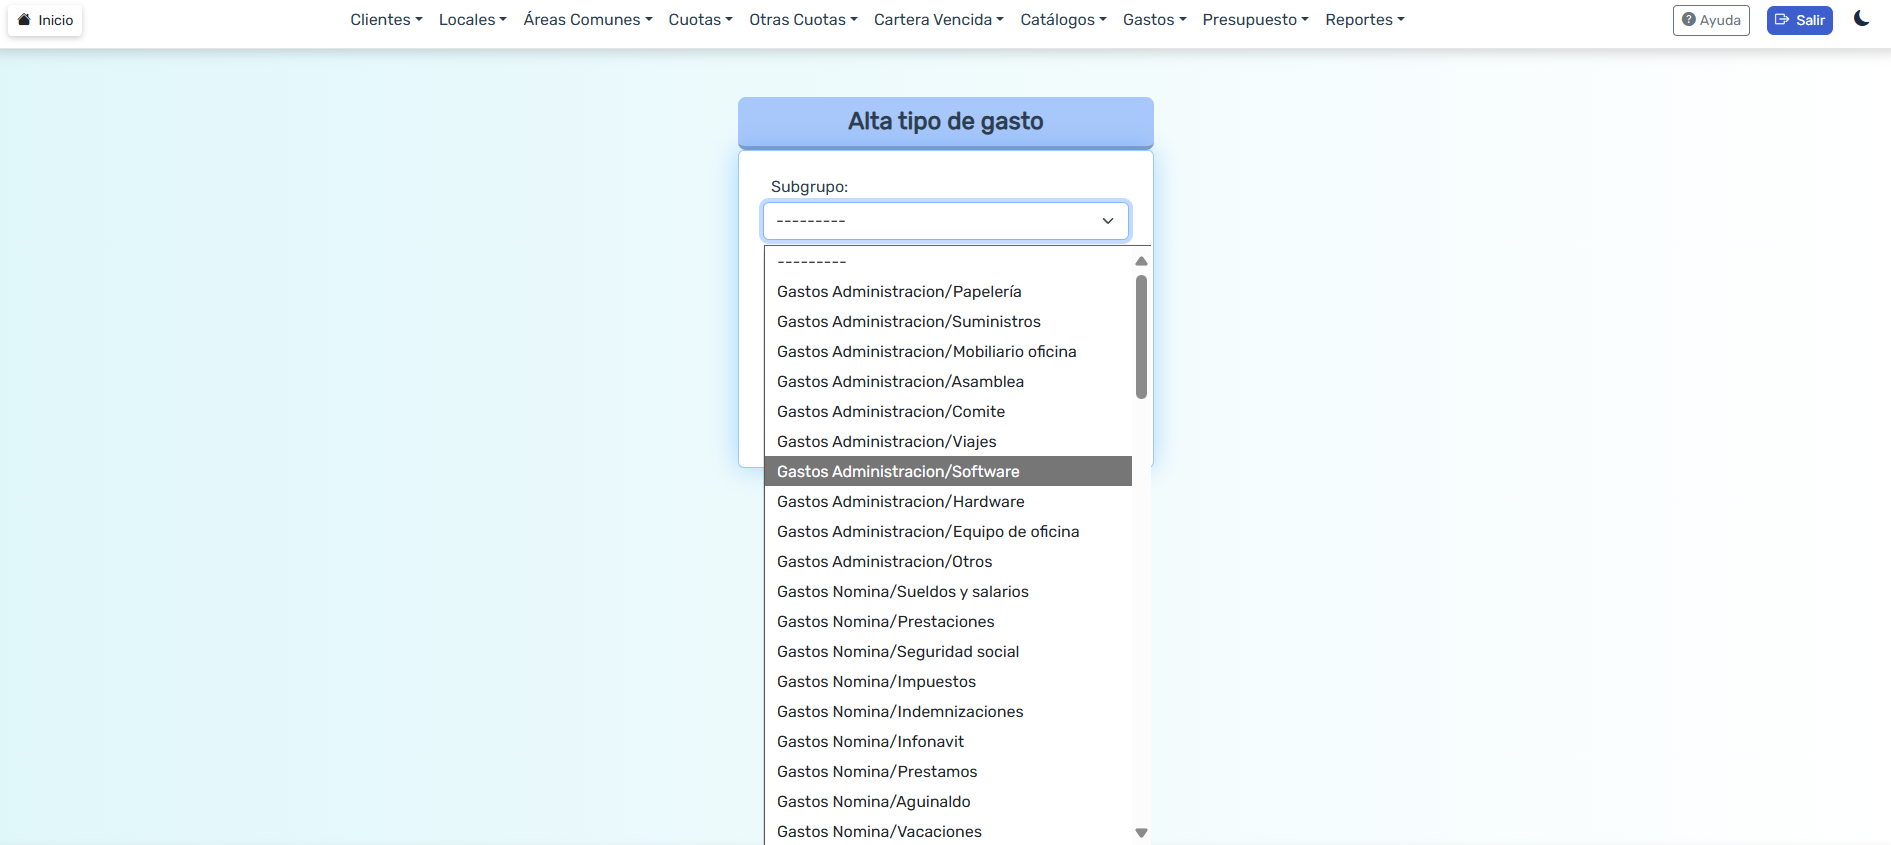 Inicio
Clientes Locales Áreas Comunes Cuotas Otras Cuotas Cartera Vencida Catálogos Gastos Presupuesto Reportes
Ayuda
Salir
Alta tipo de gasto
Subgrupo:
---------
---------
Gastos Administracion/Papelería
Gastos Administracion/Suministros
Gastos Administracion/Mobiliario oficina
Gastos Administracion/Asamblea
Gastos Administracion/Comite
Gastos Administracion/Viajes
Gastos Administracion/Software
Gastos Administracion/Hardware
Gastos Administracion/Equipo de oficina
Gastos Administracion/Otros
Gastos Nomina/Sueldos y salarios
Gastos Nomina/Prestaciones
Gastos Nomina/Seguridad social
Gastos Nomina/Impuestos
Gastos Nomina/Indemnizaciones
Gastos Nomina/Infonavit
Gastos Nomina/Prestamos
Gastos Nomina/Aguinaldo
Gastos Nomina/Vacaciones